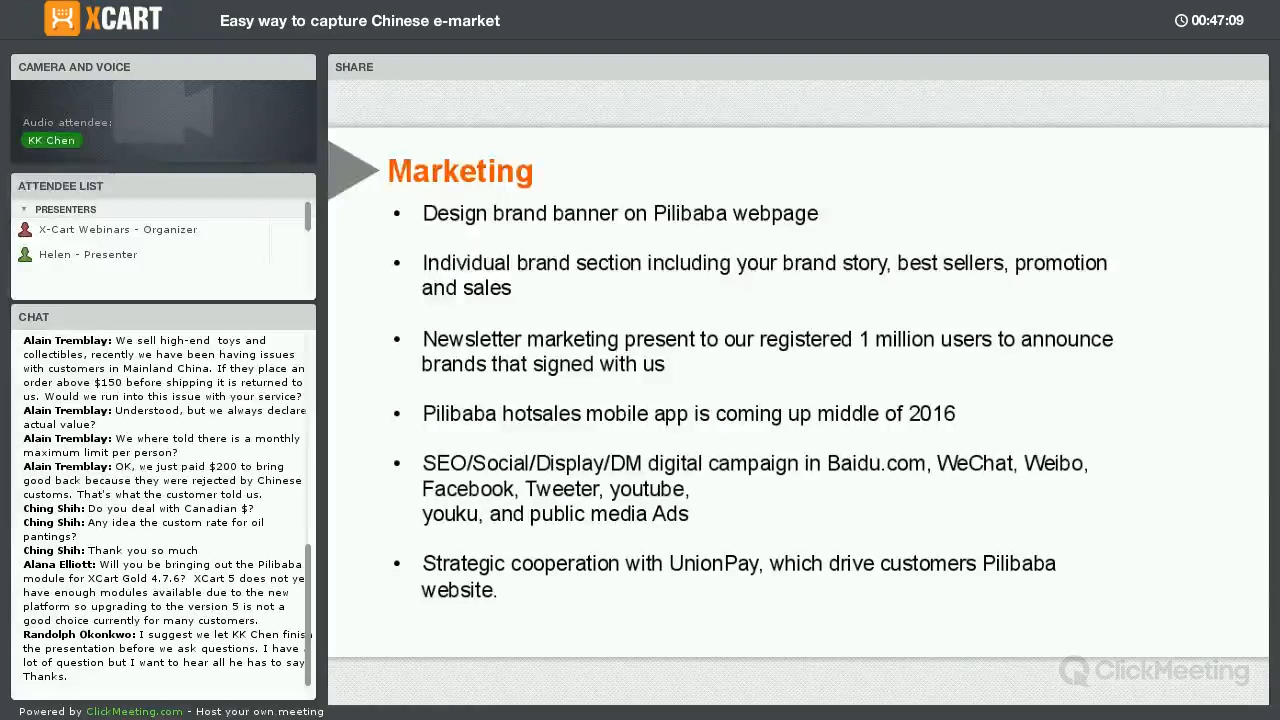 XCART
Easy way to capture Chinese e-market
00:47:09
CAMERA AND VOICE
Audio attendee:
KK Chen
ATTENDEE LIST
PRESENTERS
X-Cart Webinars - Organizer
Helen - Presenter
CHAT
Alain Tremblay: We sell high-end toys and
collectibles, recently we have been having issues
with customers in Mainland China. If they place an
order above $150 before shipping it is returned to
us. Would we run into this issue with your service?
Alain Tremblay: Understood, but we always declare
actual value?
Alain Tremblay: We where told there is a monthly
maximum limit per person?
Alain Tremblay: OK, we just paid $200 to bring
good back because they were rejected by Chinese
customs. That's what the customer told us.
Ching Shih: Do you deal with Canadian $?
Ching Shih: Any idea the custom rate for oil
pantings?
Ching Shih: Thank you so much
Alana Elliott: Will you be bringing out the Pilibaba
module for XCart Gold 4.7.6? XCart 5 does not ye
have enough modules available due to the new
platform so upgrading to the version 5 is not a
good choice currently for many customers.
Randolph Okonkwo: I suggest we let KK Chen finish
the presentation before we ask questions. I have
lot of question but I want to hear all he has to say
Thanks.
Powered by ClickMeeting.com - Host your own meeting
SHARE
Marketing
• Design brand banner on Pilibaba webpage
• Individual brand section including your brand story, best sellers, promotion
and sales
• Newsletter marketing present to our registered 1 million users to announce
brands that signed with us
• Pilibaba hotsales mobile app is coming up middle of 2016
• SEO/Social/Display/DM digital campaign in Baidu.com, WeChat, Weibo,
Facebook, Tweeter, youtube,
youku, and public media Ads
• Strategic cooperation with UnionPay, which drive customers Pilibaba
website.
ClickMeeting